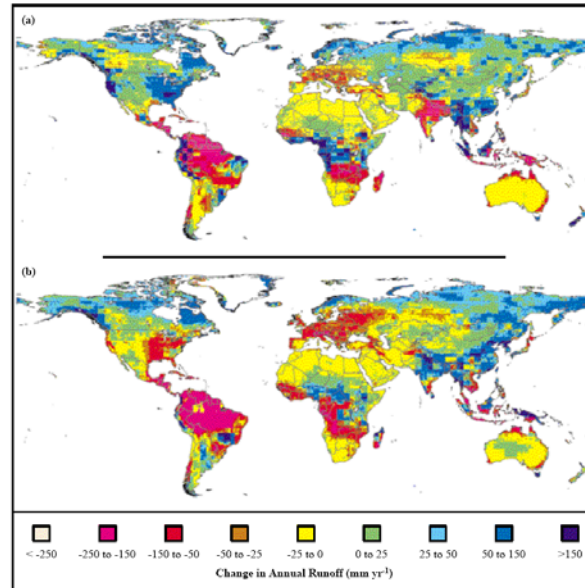 (a)
(b)
< -250
-250 to -150
-150 to -50
-50 to -25
-25 to 0
0 to 25
25 to 50
50 to 150
>150
Change in Annual Runoff (mm yr-1)